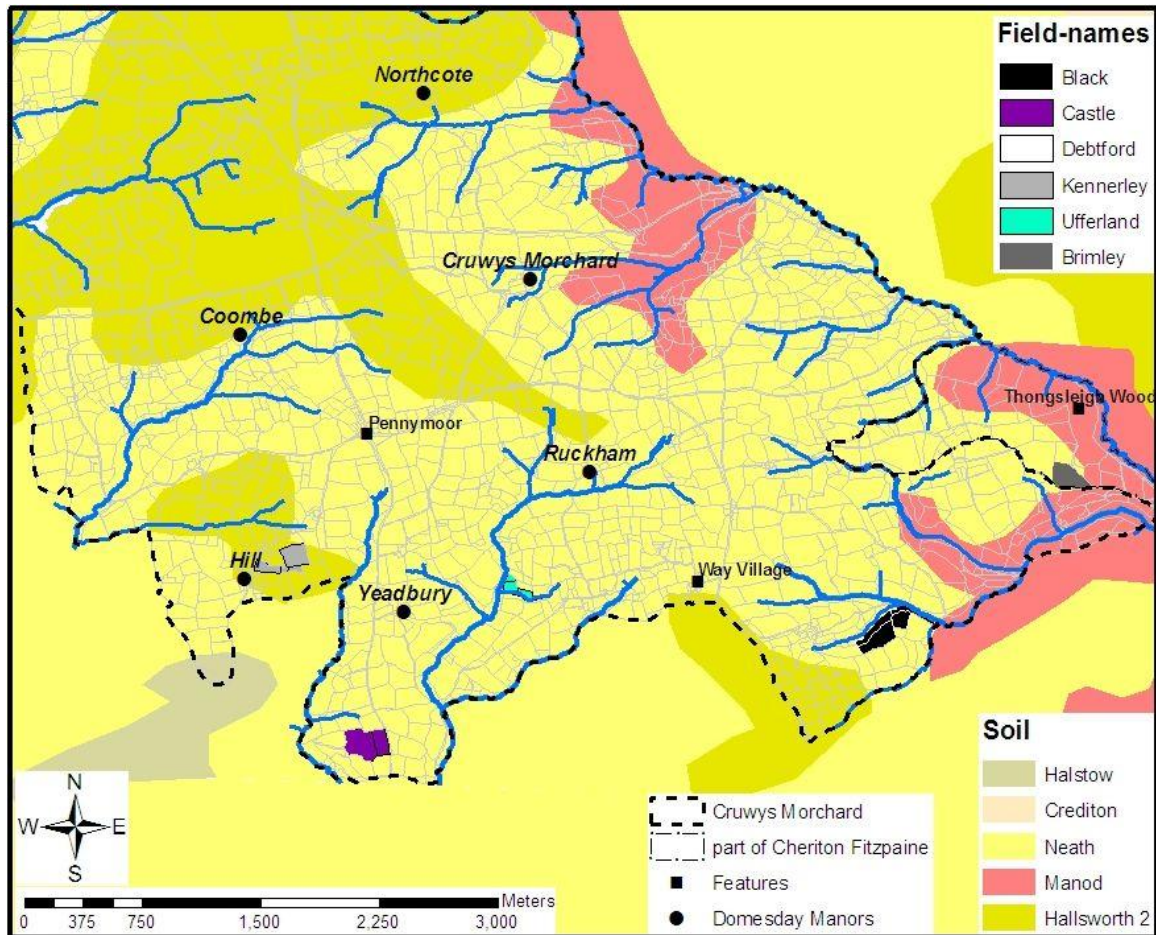 Northcote
Cruwys Morchard
Coombe
Pennymoor
Thongsleigh Wood
Ruckham
Hill
Way Village
Yeadbury
Field-names
Black
Castle
Debtford
Kennerley
Ufferland
Brimley
Soil
Halstow
Crediton
Neath
Manod
Hallsworth 2
Cruwys Morchard
part of Cheriton Fitzpaine
Features
Domesday Manors
N
W E
S
Meters
0 375 750 1,500 2,250 3,000